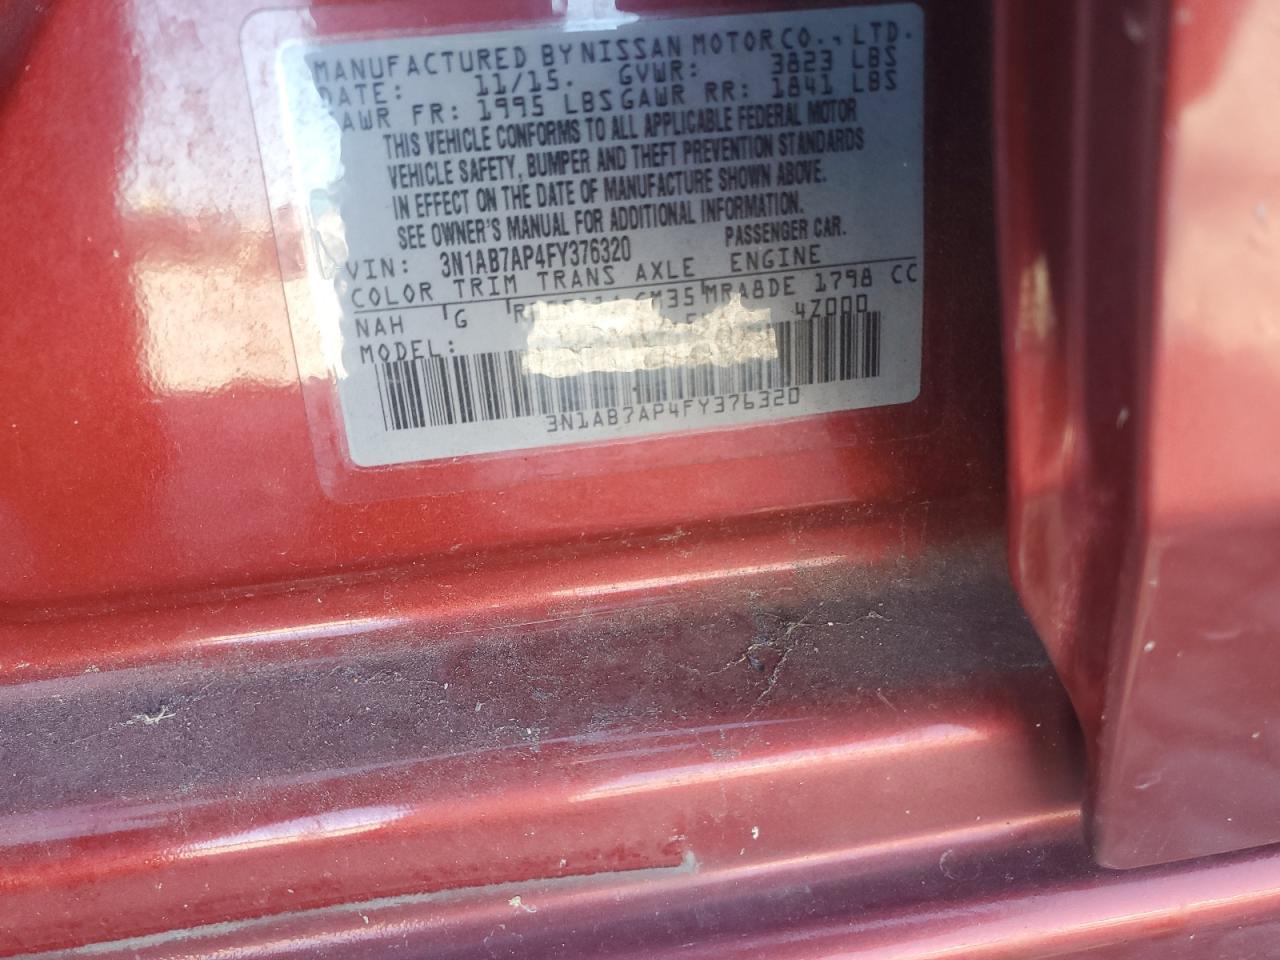 MANUFACTURED BY NISSAN MOTOR CO., LTD.
DATE: 11/15. GVWR: 3823 LBS
AWR FR: 1995 LBS GAWR RR: 1841 LBS
THIS VEHICLE CONFORMS TO ALL APPLICABLE FEDERAL MOTOR
VEHICLE SAFETY, BUMPER AND THEFT PREVENTION STANDARDS
IN EFFECT ON THE DATE OF MANUFACTURE SHOWN ABOVE.
SEE OWNER'S MANUAL FOR ADDITIONAL INFORMATION.
VIN: 3N1AB7AP4FY376320 PASSENGER CAR.
COLOR TRIM TRANS AXLE ENGINE
NAH G GM35 MRA8DE 1798 CC
MODEL: 4Z000
3N1AB7AP4FY376320